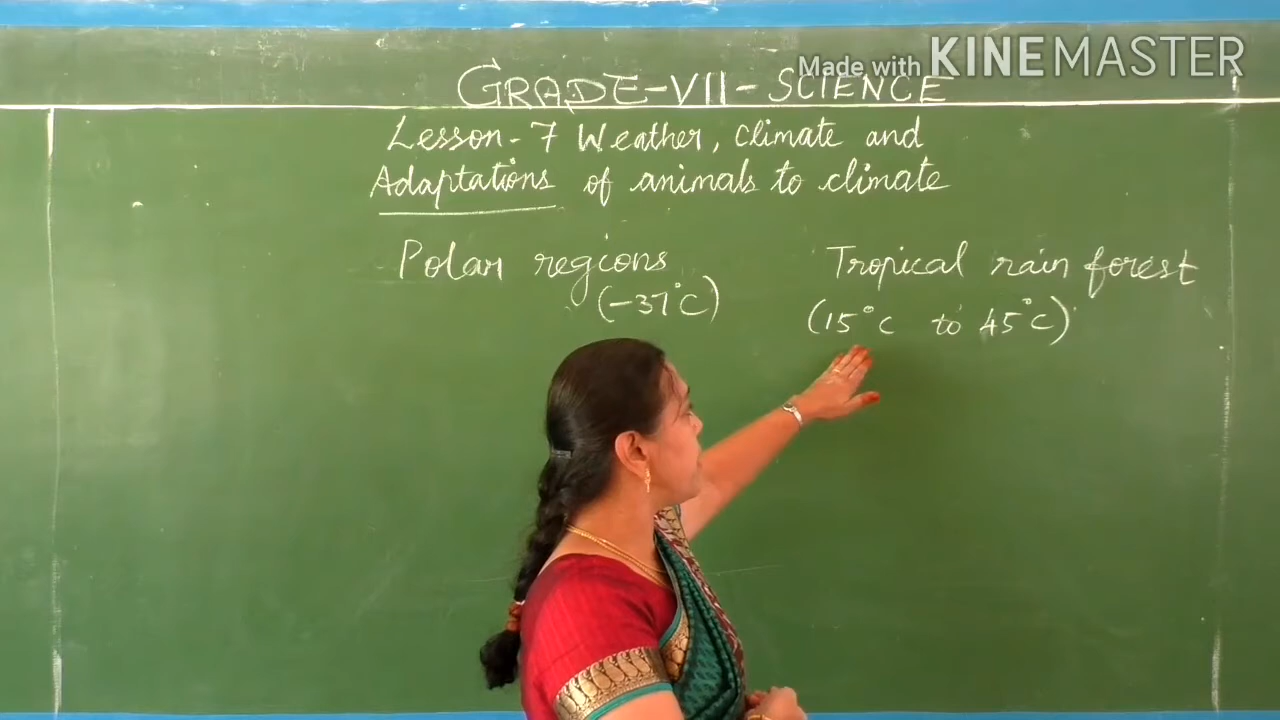 Made with KINEMASTER
GRADE-VII-SCIENCE
Lesson-7 Weather, Climate and
Adaptations of animals to climate
Polar regions
(-37°C)
Tropical rain forest
(15°C to 45°C)